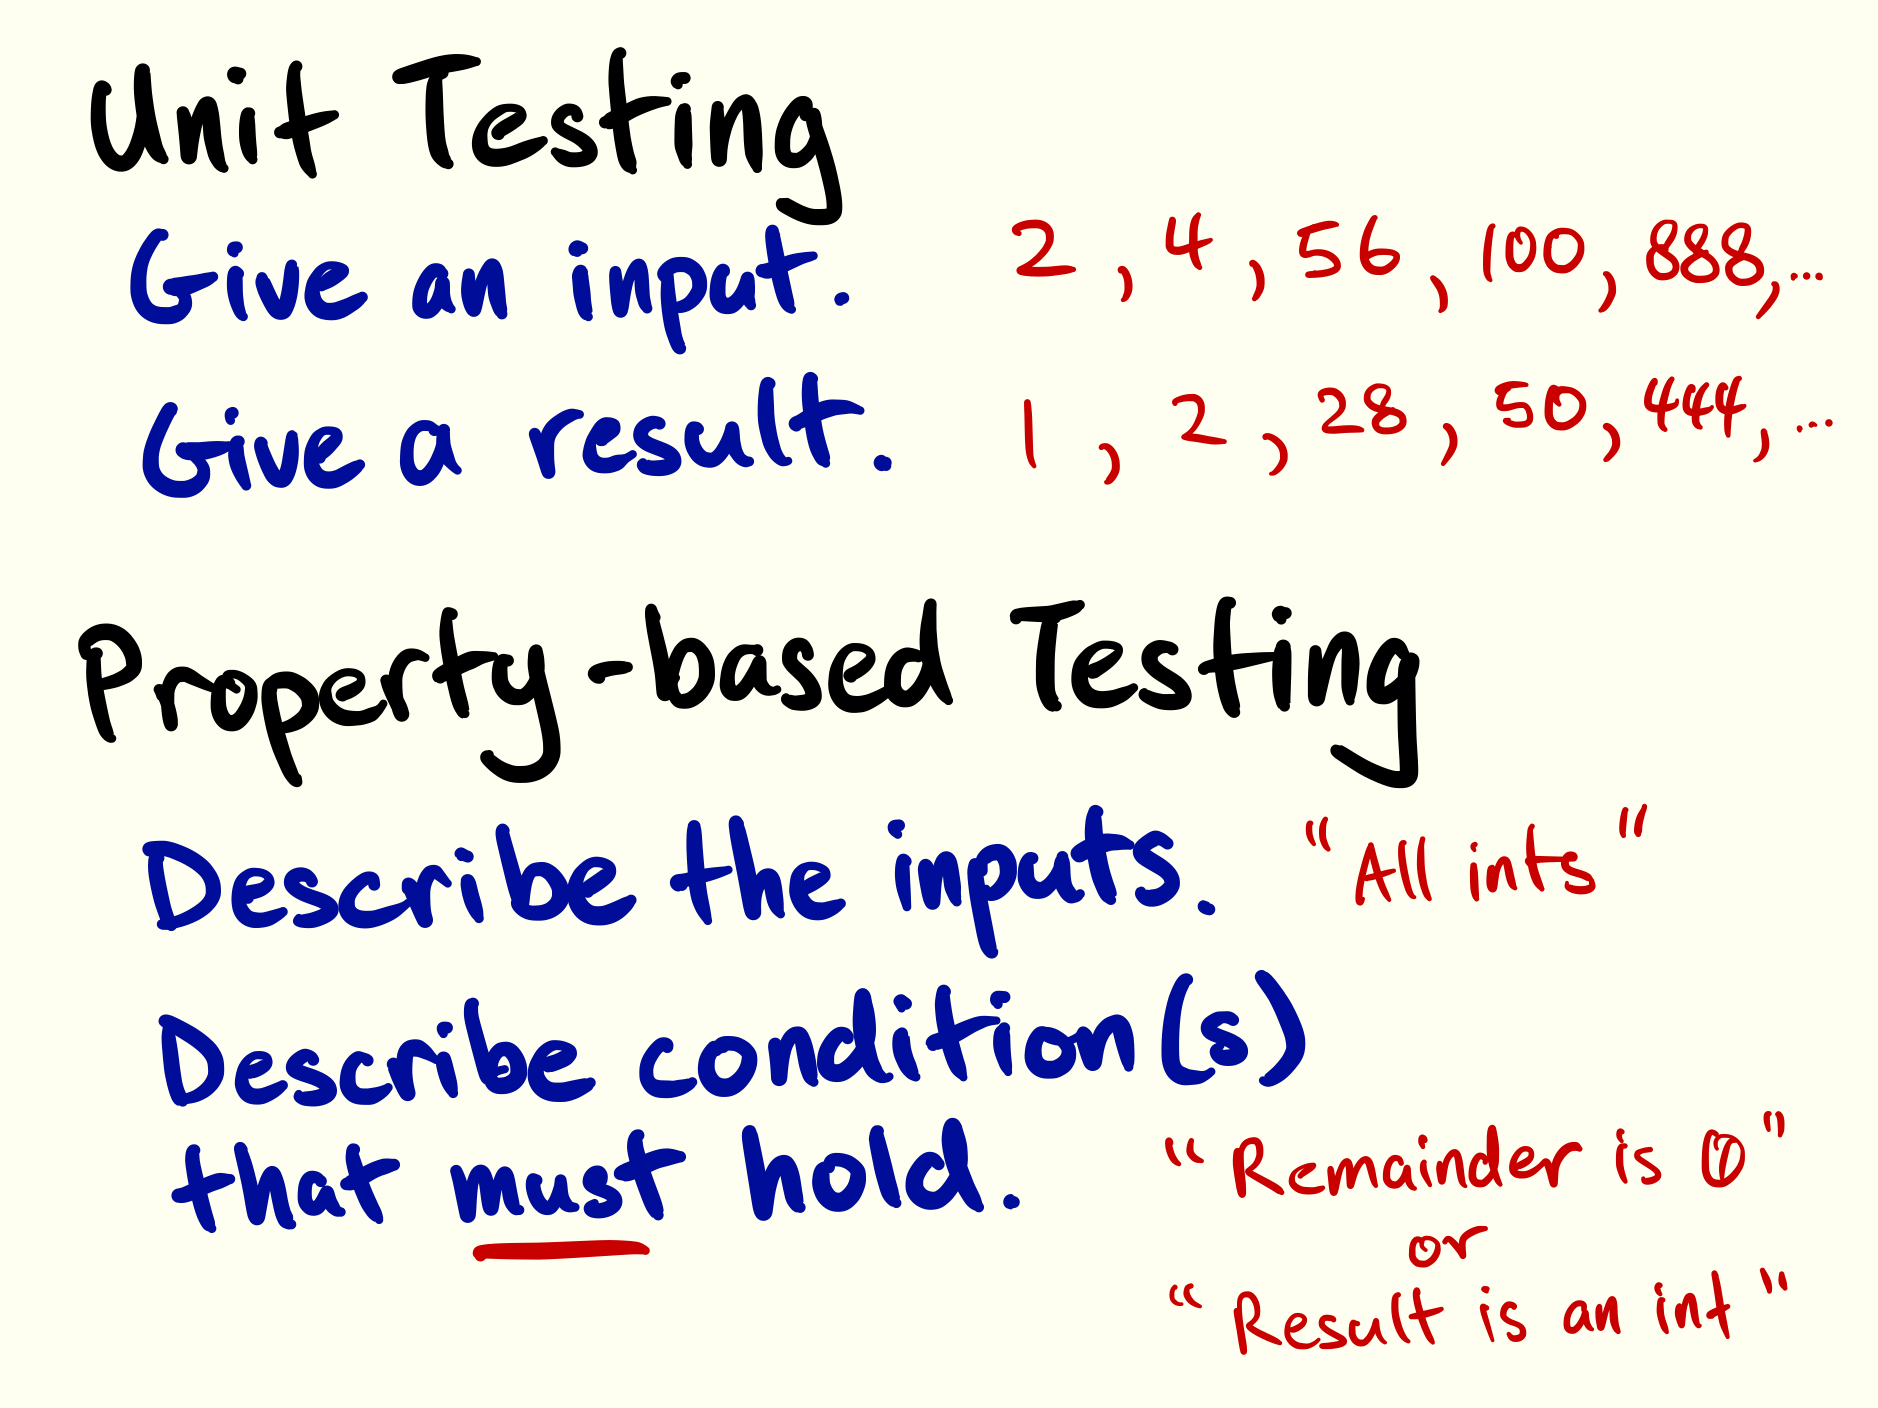 Unit Testing
Give an input. 2, 4, 56, 100, 888, ...
Give a result. 1, 2, 28, 50, 444, ...
Property-based Testing
Describe the inputs. "All ints"
Describe condition(s)
that must hold. "Remainder is 0"
or
"Result is an int"